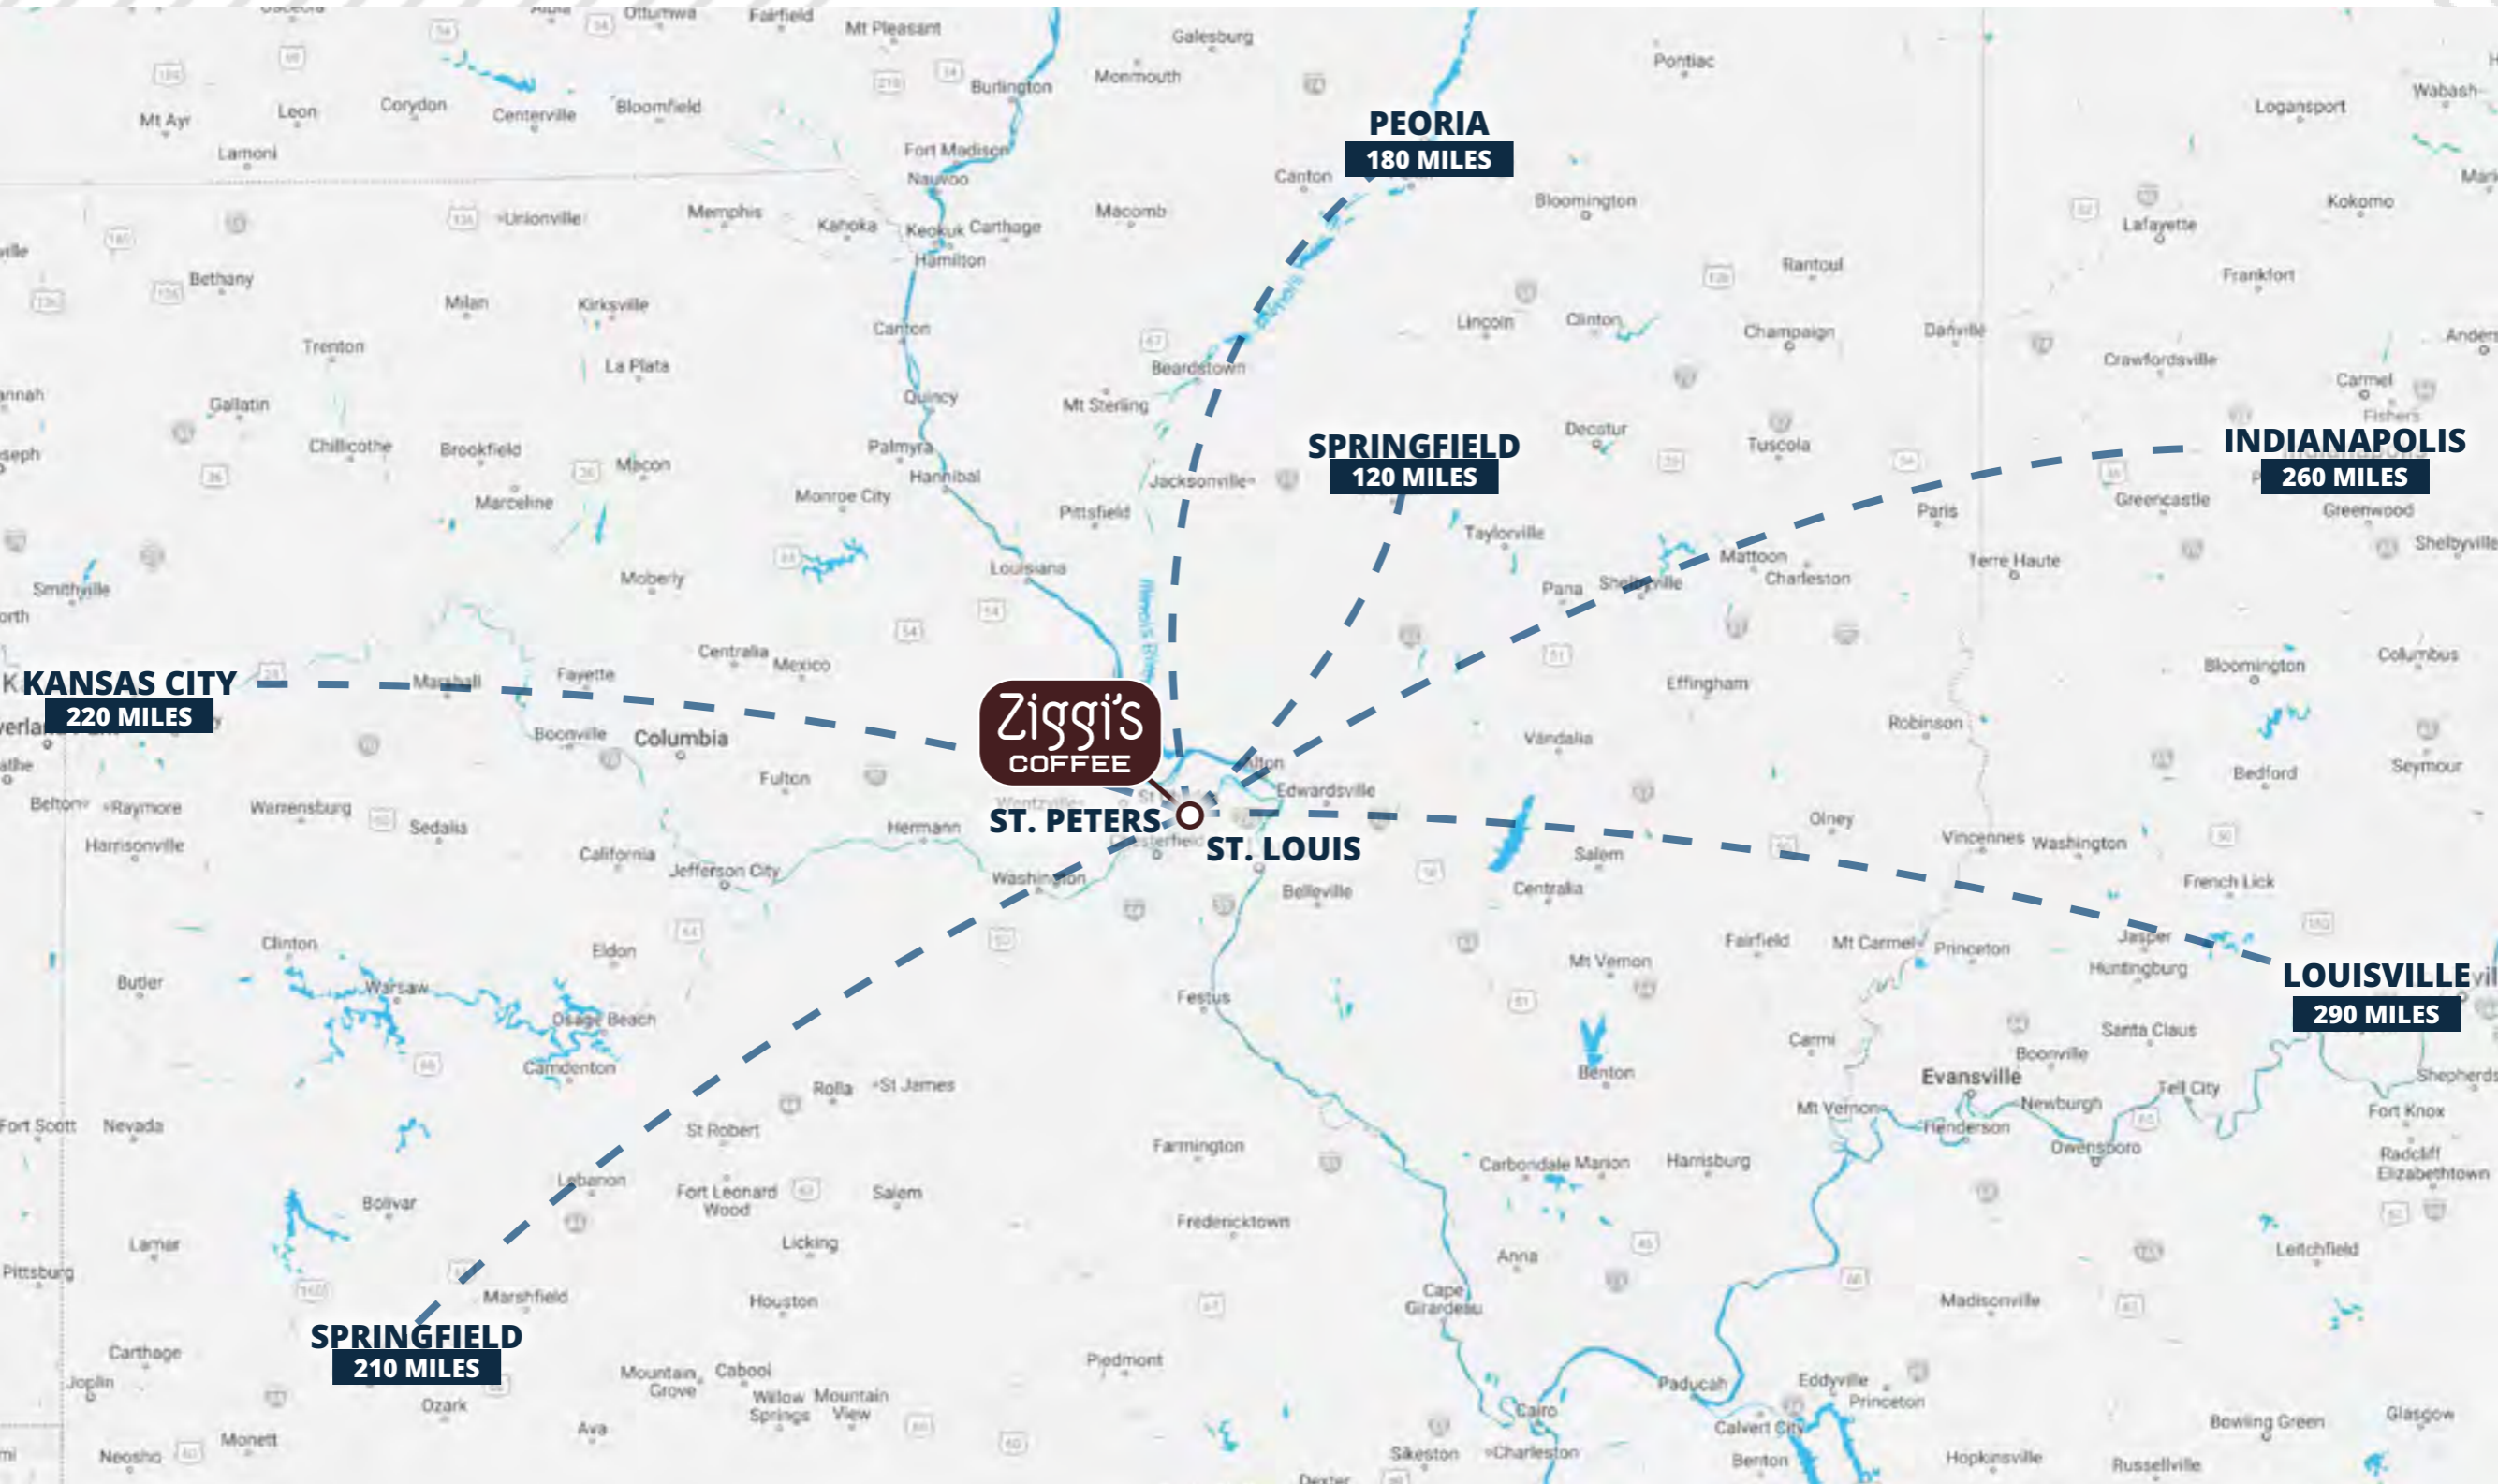 Ottumwa
Fairfield
Mt Pleasant
Galesburg
Pontiac
Monmouth
Burlington
Mt Ayr
Leon
Corydon
Centerville
Bloomfield
Logansport
Wabash
Lamoni
Fort Madison
PEORIA
180 MILES
Nauvoo
Canton
Bloomington
Kokomo
Unionville
Memphis
Kahoka
Keokuk
Carthage
Macomb
Lafayette
Hamilton
Bethany
Rantoul
Frankfort
Milan
Kirksville
Canton
Lincoln
Clinton
Champaign
Danville
Trenton
La Plata
Beardstown
Crawfordsville
Carmel
Fishers
Gallatin
Quincy
Mt Sterling
Chillicothe
Brookfield
Macon
Palmyra
Hannibal
SPRINGFIELD
120 MILES
Decatur
Tuscola
INDIANAPOLIS
260 MILES
Marceline
Monroe City
Jacksonville
Pittsfield
Taylorville
Paris
Greencastle
Greenwood
Shelbyville
Smithville
Moberly
Louisiana
Illinois River
Pana
Shelbyville
Mattoon
Charleston
Terre Haute
KANSAS CITY
220 MILES
Marshall
Fayette
Centralia
Mexico
Effingham
Bloomington
Columbus
Ziggi's
COFFEE
Boonville
Columbia
Vandalia
Robinson
Fulton
Alton
Edwardsville
Bedford
Seymour
Belton
Raymore
Warrensburg
Sedalia
Harrisonville
Wentzville
ST. PETERS
ST. LOUIS
Hermann
California
Jefferson City
Washington
Belleville
Olney
Salem
Centralia
Vincennes
Washington
French Lick
Clinton
Eldon
Butler
Warsaw
Osage Beach
Camdenton
Festus
Mt Vernon
Fairfield
Mt Carmel
Princeton
Jasper
Huntingburg
LOUISVILLE
290 MILES
Benton
Carmi
Santa Claus
Boonville
Evansville
Tell City
Mt Vernon
Newburgh
Henderson
Owensboro
Fort Knox
Radcliff
Elizabethtown
Fort Scott
Nevada
Rolla
St James
St Robert
Lebanon
Fort Leonard
Wood
Salem
Farmington
Fredericktown
Carbondale
Marion
Harrisburg
Bolivar
Lamar
Licking
Anna
Leitchfield
Pittsburg
Marshfield
Houston
Cape
Girardeau
Madisonville
SPRINGFIELD
210 MILES
Carthage
Joplin
Ozark
Mountain
Grove
Cabool
Willow
Springs
Mountain
View
Piedmont
Paducah
Eddyville
Princeton
Cairo
Calvert City
Bowling Green
Glasgow
Neosho
Monett
Ava
Sikeston
Charleston
Dexter
Benton
Hopkinsville
Russellville